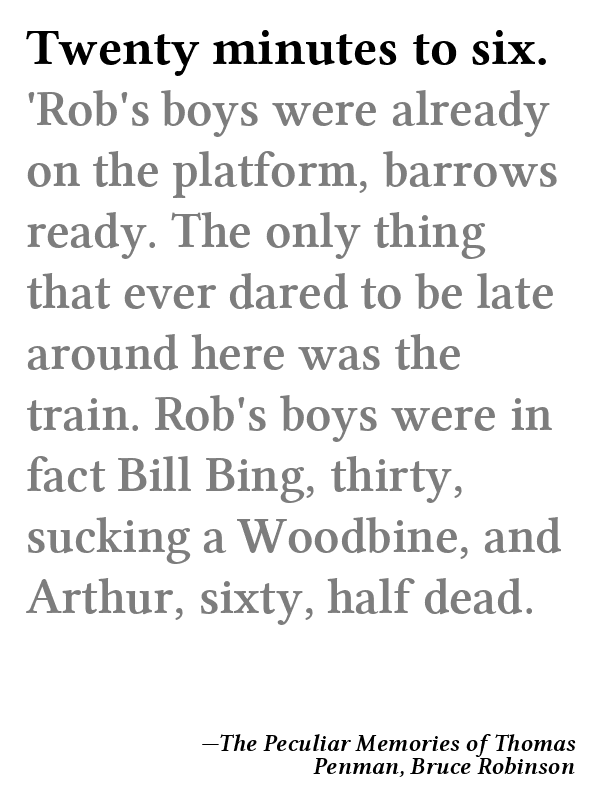 Twenty minutes to six.
'Rob's boys were already
on the platform, barrows
ready. The only thing
that ever dared to be late
around here was the
train. Rob's boys were in
fact Bill Bing, thirty,
sucking a Woodbine, and
Arthur, sixty, half dead.
—The Peculiar Memories of Thomas
Penman, Bruce Robinson